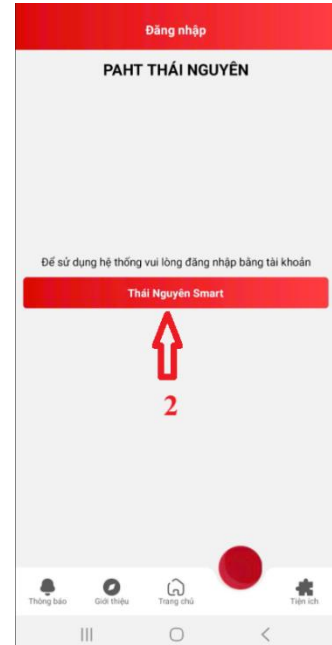 Đăng nhập
PAHT THÁI NGUYÊN
Để sử dụng hệ thống vui lòng đăng nhập bằng tài khoản
Thái Nguyên Smart
2
Thông báo
Giới thiệu
Trang chủ
Tiện ích